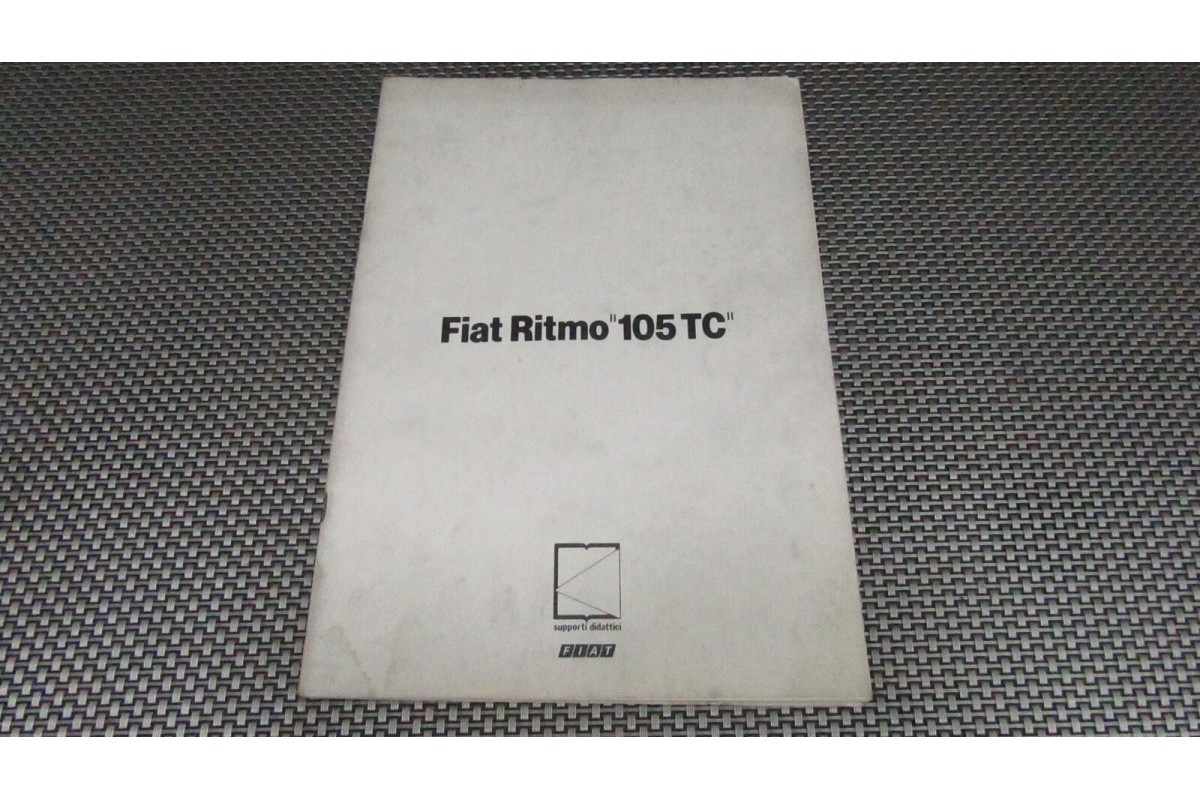 Fiat Ritmo "105 TC"
supporti didattici
FIAT